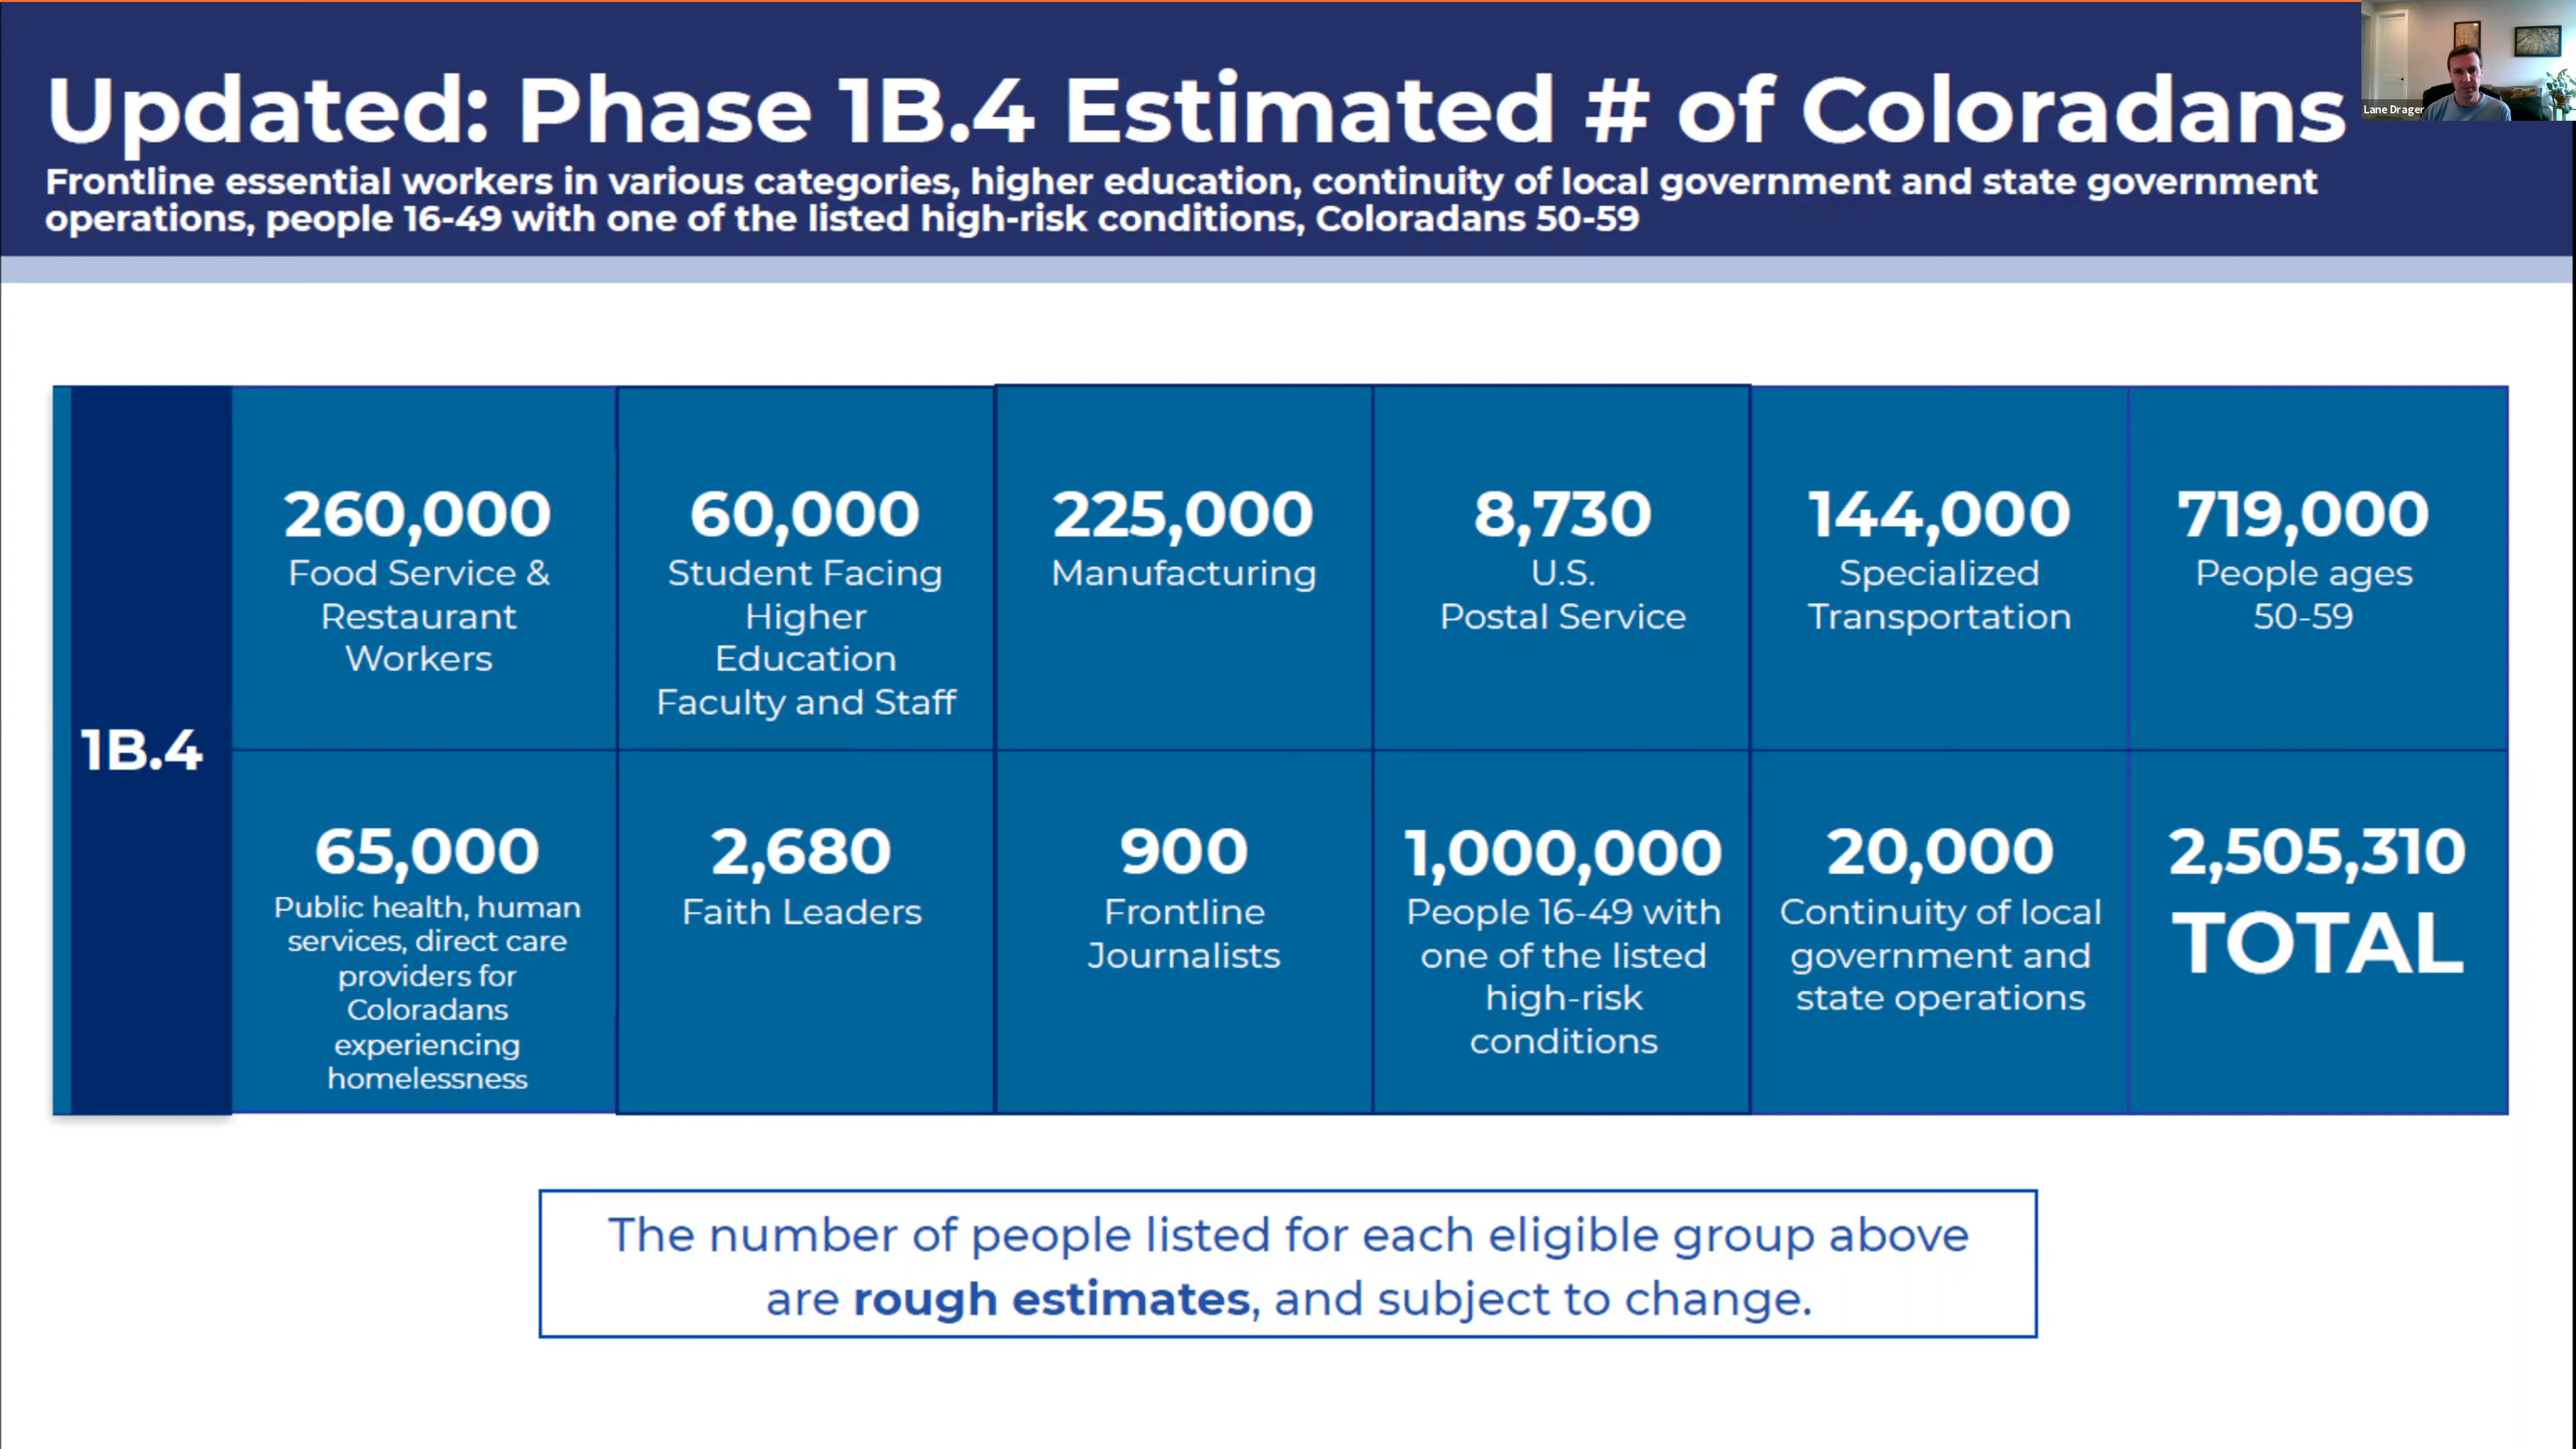 Updated: Phase 1B.4 Estimated # of Coloradans
Frontline essential workers in various categories, higher education, continuity of local government and state government
operations, people 16-49 with one of the listed high-risk conditions, Coloradans 50-59
Lane Drager
1B.4
260,000
Food Service &
Restaurant
Workers
60,000
Student Facing
Higher
Education
Faculty and Staff
225,000
Manufacturing
8,730
U.S.
Postal Service
144,000
Specialized
Transportation
719,000
People ages
50-59
65,000
Public health, human
services, direct care
providers for
Coloradans
experiencing
homelessness
2,680
Faith Leaders
900
Frontline
Journalists
1,000,000
People 16-49 with
one of the listed
high-risk
conditions
20,000
Continuity of local
government and
state operations
2,505,310
TOTAL
The number of people listed for each eligible group above
are rough estimates, and subject to change.